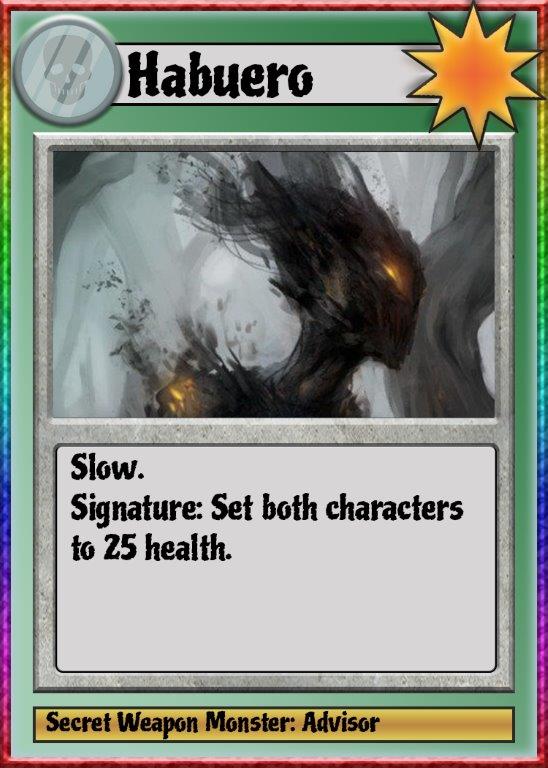 Habuero
Slow.
Signature: Set both characters
to 25 health.
Secret Weapon Monster: Advisor